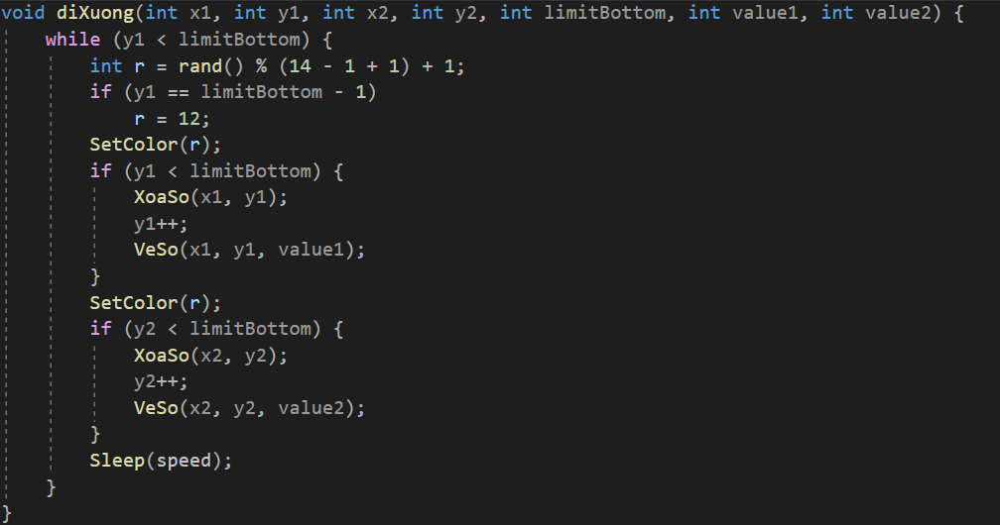 void diXuong(int x1, int y1, int x2, int y2, int limitBottom, int value1, int value2) {
    while (y1 < limitBottom) {
        int r = rand() % (14 - 1 + 1) + 1;
        if (y1 == limitBottom - 1)
            r = 12;
        SetColor(r);
        if (y1 < limitBottom) {
            XoaSo(x1, y1);
            y1++;
            VeSo(x1, y1, value1);
        }
        SetColor(r);
        if (y2 < limitBottom) {
            XoaSo(x2, y2);
            y2++;
            VeSo(x2, y2, value2);
        }
        Sleep(speed);
    }
}